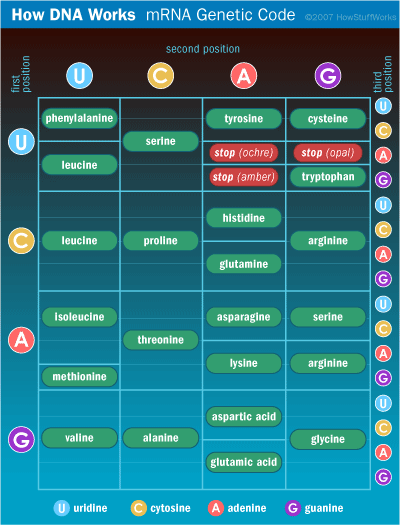 How DNA Works mRNA Genetic Code ©2007 HowStuffWorks
second position
first position
third position
U C A G
U
phenylalanine
serine
tyrosine
cysteine
U
C
leucine
stop (ochre)
stop (opal)
A
stop (amber)
tryptophan
G
C
leucine
proline
histidine
arginine
U
C
glutamine
A
G
A
isoleucine
threonine
asparagine
serine
U
C
lysine
arginine
A
methionine
G
G
valine
alanine
aspartic acid
glycine
U
C
glutamic acid
A
G
U uridine C cytosine A adenine G guanine